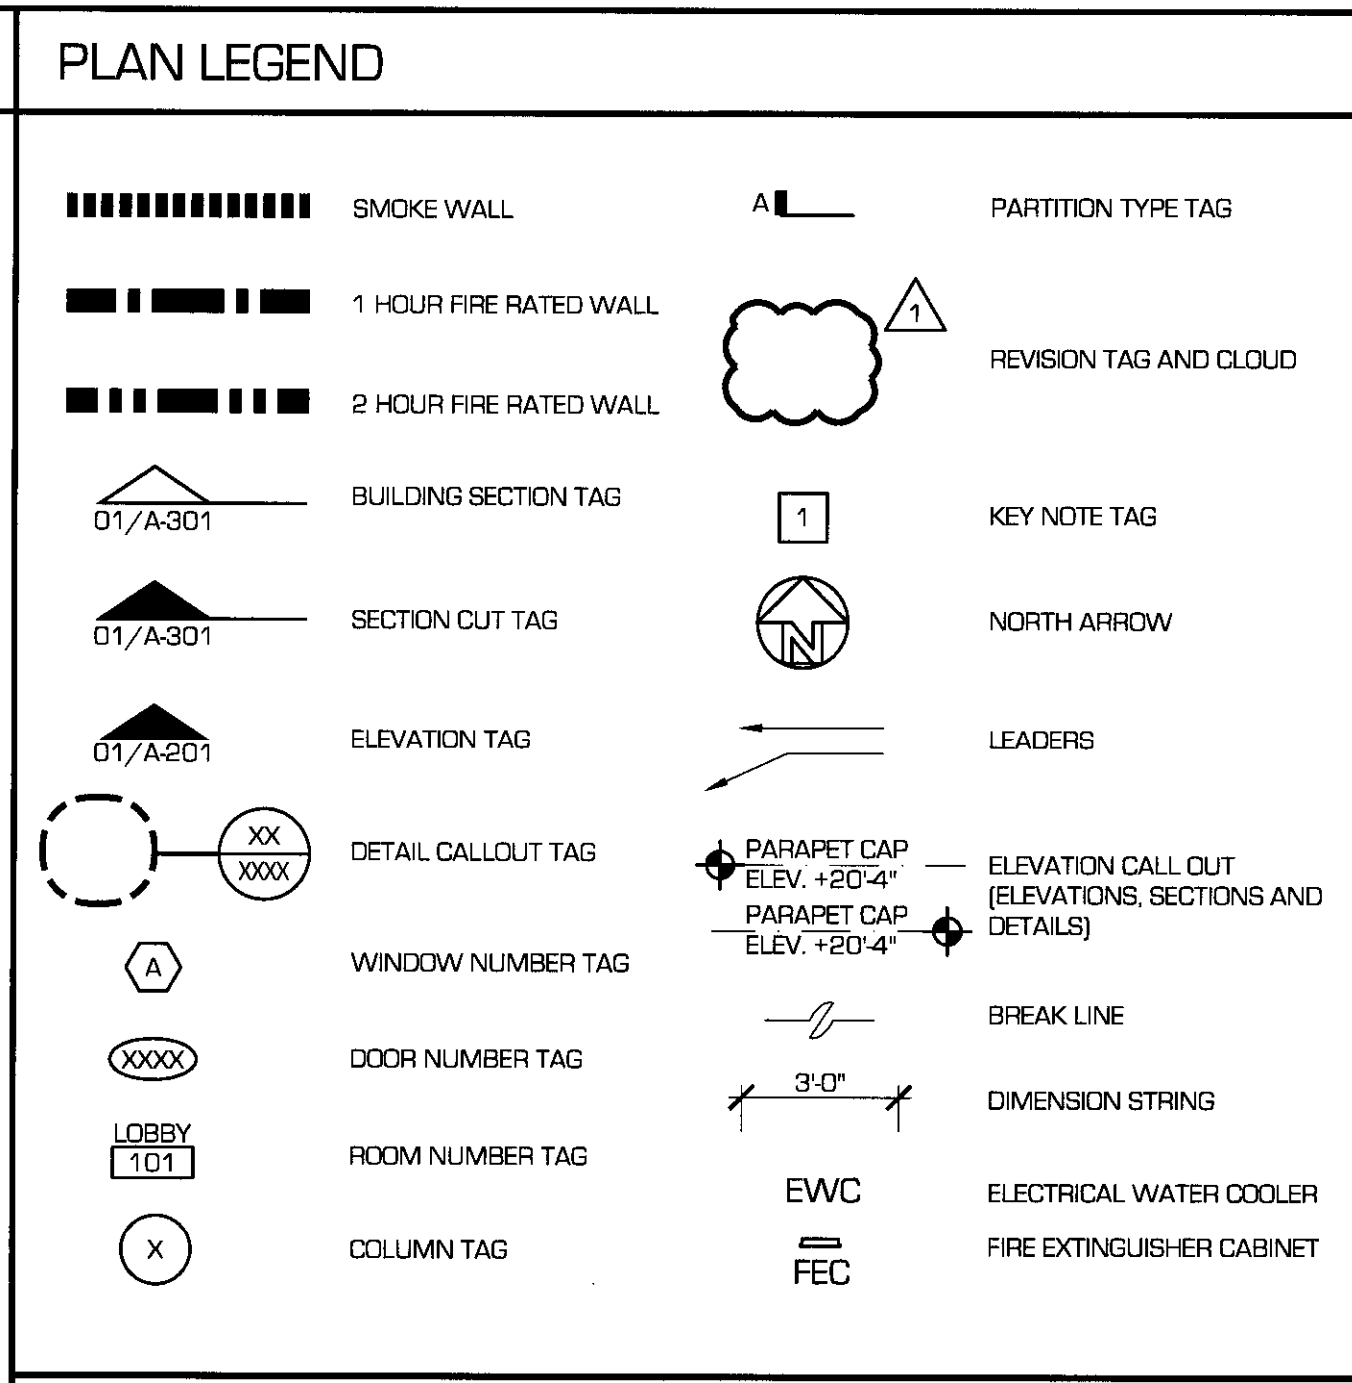 PLAN LEGEND
SMOKE WALL
1 HOUR FIRE RATED WALL
2 HOUR FIRE RATED WALL
01/A-301
BUILDING SECTION TAG
01/A-301
SECTION CUT TAG
01/A-201
ELEVATION TAG
XX
XXXX
DETAIL CALLOUT TAG
A
WINDOW NUMBER TAG
XXXX
DOOR NUMBER TAG
LOBBY
101
ROOM NUMBER TAG
X
COLUMN TAG
A
PARTITION TYPE TAG
1
REVISION TAG AND CLOUD
1
KEY NOTE TAG
N
NORTH ARROW
LEADERS
PARAPET CAP
ELEV. +20'-4"
PARAPET CAP
ELEV. +20'-4"
ELEVATION CALL OUT
(ELEVATIONS, SECTIONS AND
DETAILS)
BREAK LINE
3'-0"
DIMENSION STRING
EWC
ELECTRICAL WATER COOLER
FEC
FIRE EXTINGUISHER CABINET